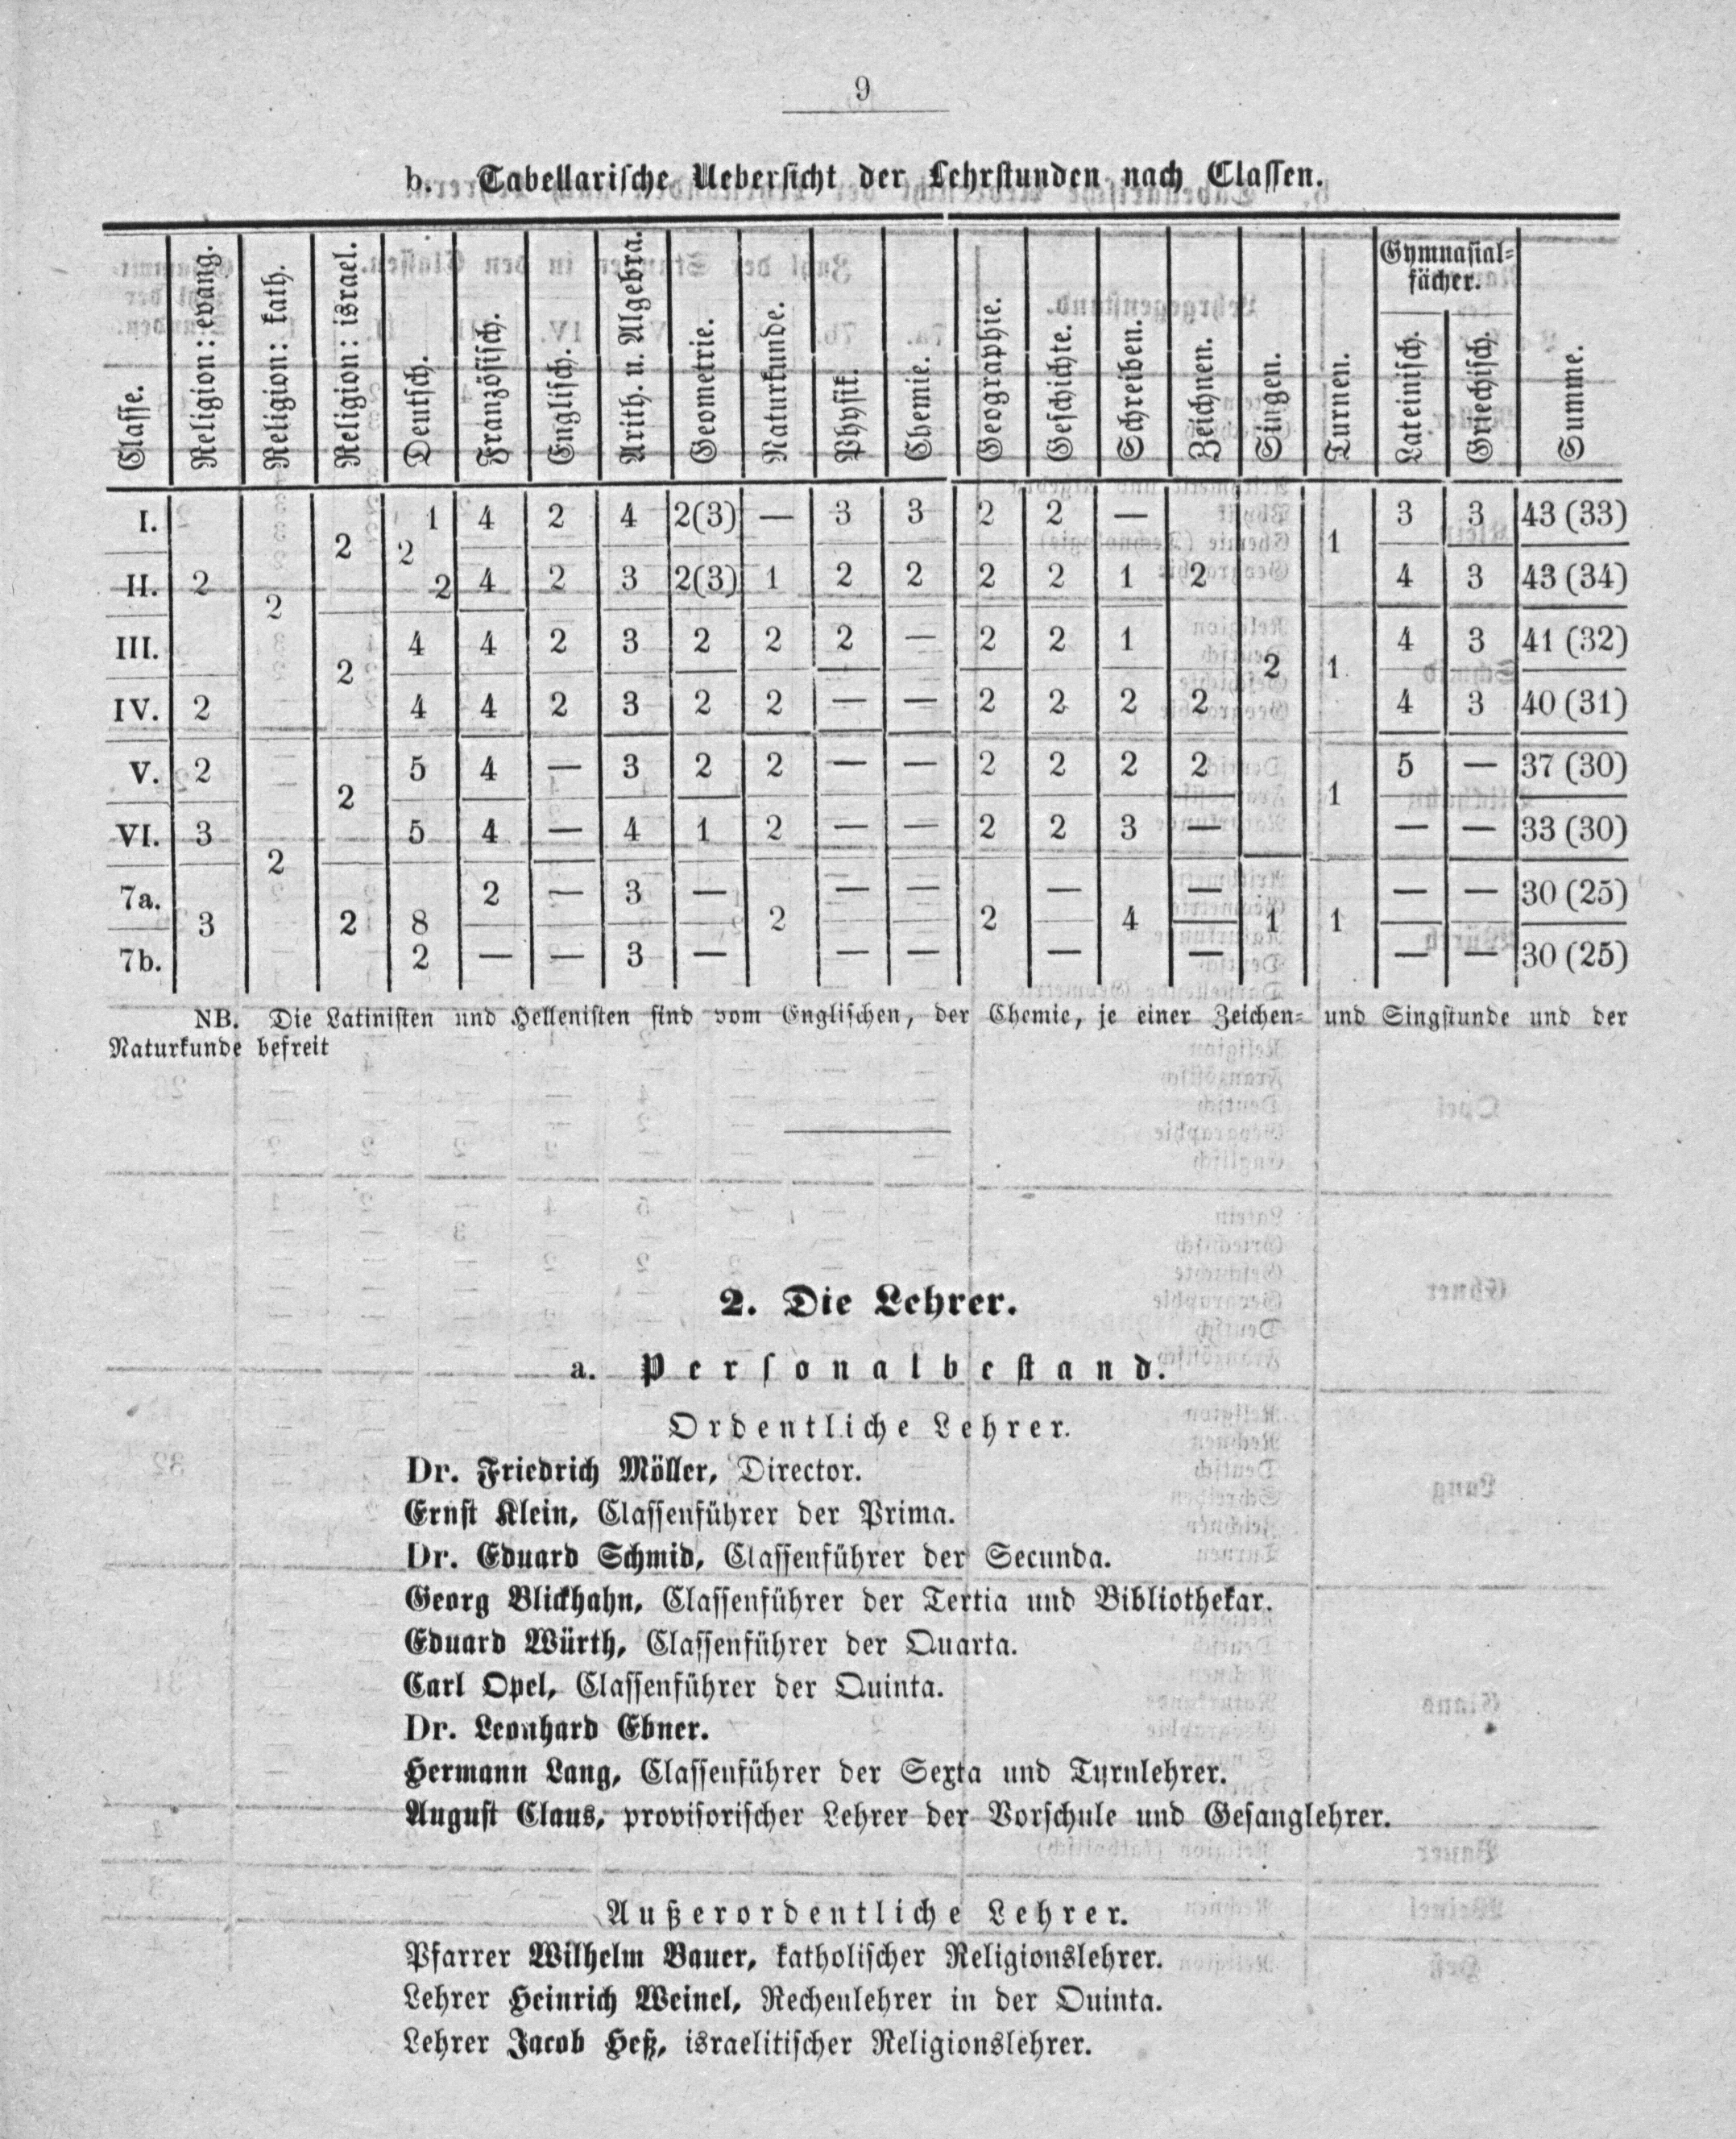 9
b. Tabellarische Uebersicht der Lehrstunden nach Classen.
Classe. Religion: evang. Religion: kath. Religion: israel. Deutsch. Französisch. Englisch. Arith. u. Algebra. Geometrie. Naturkunde. Physik. Chemie. Geographie. Geschichte. Schreiben. Zeichnen. Singen. Turnen. Gymnasial-fächer. Lateinisch. Griechisch. Summe.
I. 1 4 2 4 2(3) — 3 3 2 2 — 3 3 43 (33)
2 2 1
II. 2 2 4 2 3 2(3) 1 2 2 2 2 1 2 4 3 43 (34)
2
III. 4 4 2 3 2 2 2 — 2 2 1 4 3 41 (32)
2 2 1
IV. 2 4 4 2 3 2 2 — — 2 2 2 2 4 3 40 (31)
V. 2 5 4 — 3 2 2 — — 2 2 2 2 5 — 37 (30)
2 1
VI. 3 5 4 — 4 1 2 — — 2 2 3 — — — 33 (30)
2
7a. 2 — 3 — — — — — — — 30 (25)
3 2 8 2 2 4 1 1
7b. 2 — — 3 — — — — — — — 30 (25)
NB. Die Latinisten und Hellenisten sind vom Englischen, der Chemie, je einer Zeichen- und Singstunde und der
Naturkunde befreit
2. Die Lehrer.
a. Personalbestand.
Ordentliche Lehrer.
Dr. Friedrich Möller, Director.
Ernst Klein, Classenführer der Prima.
Dr. Eduard Schmid, Classenführer der Secunda.
Georg Blickhahn, Classenführer der Tertia und Bibliothekar.
Eduard Würth, Classenführer der Quarta.
Carl Opel, Classenführer der Quinta.
Dr. Leonhard Ebner.
Hermann Lang, Classenführer der Sexta und Turnlehrer.
August Claus, provisorischer Lehrer der Vorschule und Gesanglehrer.
Außerordentliche Lehrer.
Pfarrer Wilhelm Bauer, katholischer Religionslehrer.
Lehrer Heinrich Weinel, Rechenlehrer in der Quinta.
Lehrer Jacob Heß, israelitischer Religionslehrer.